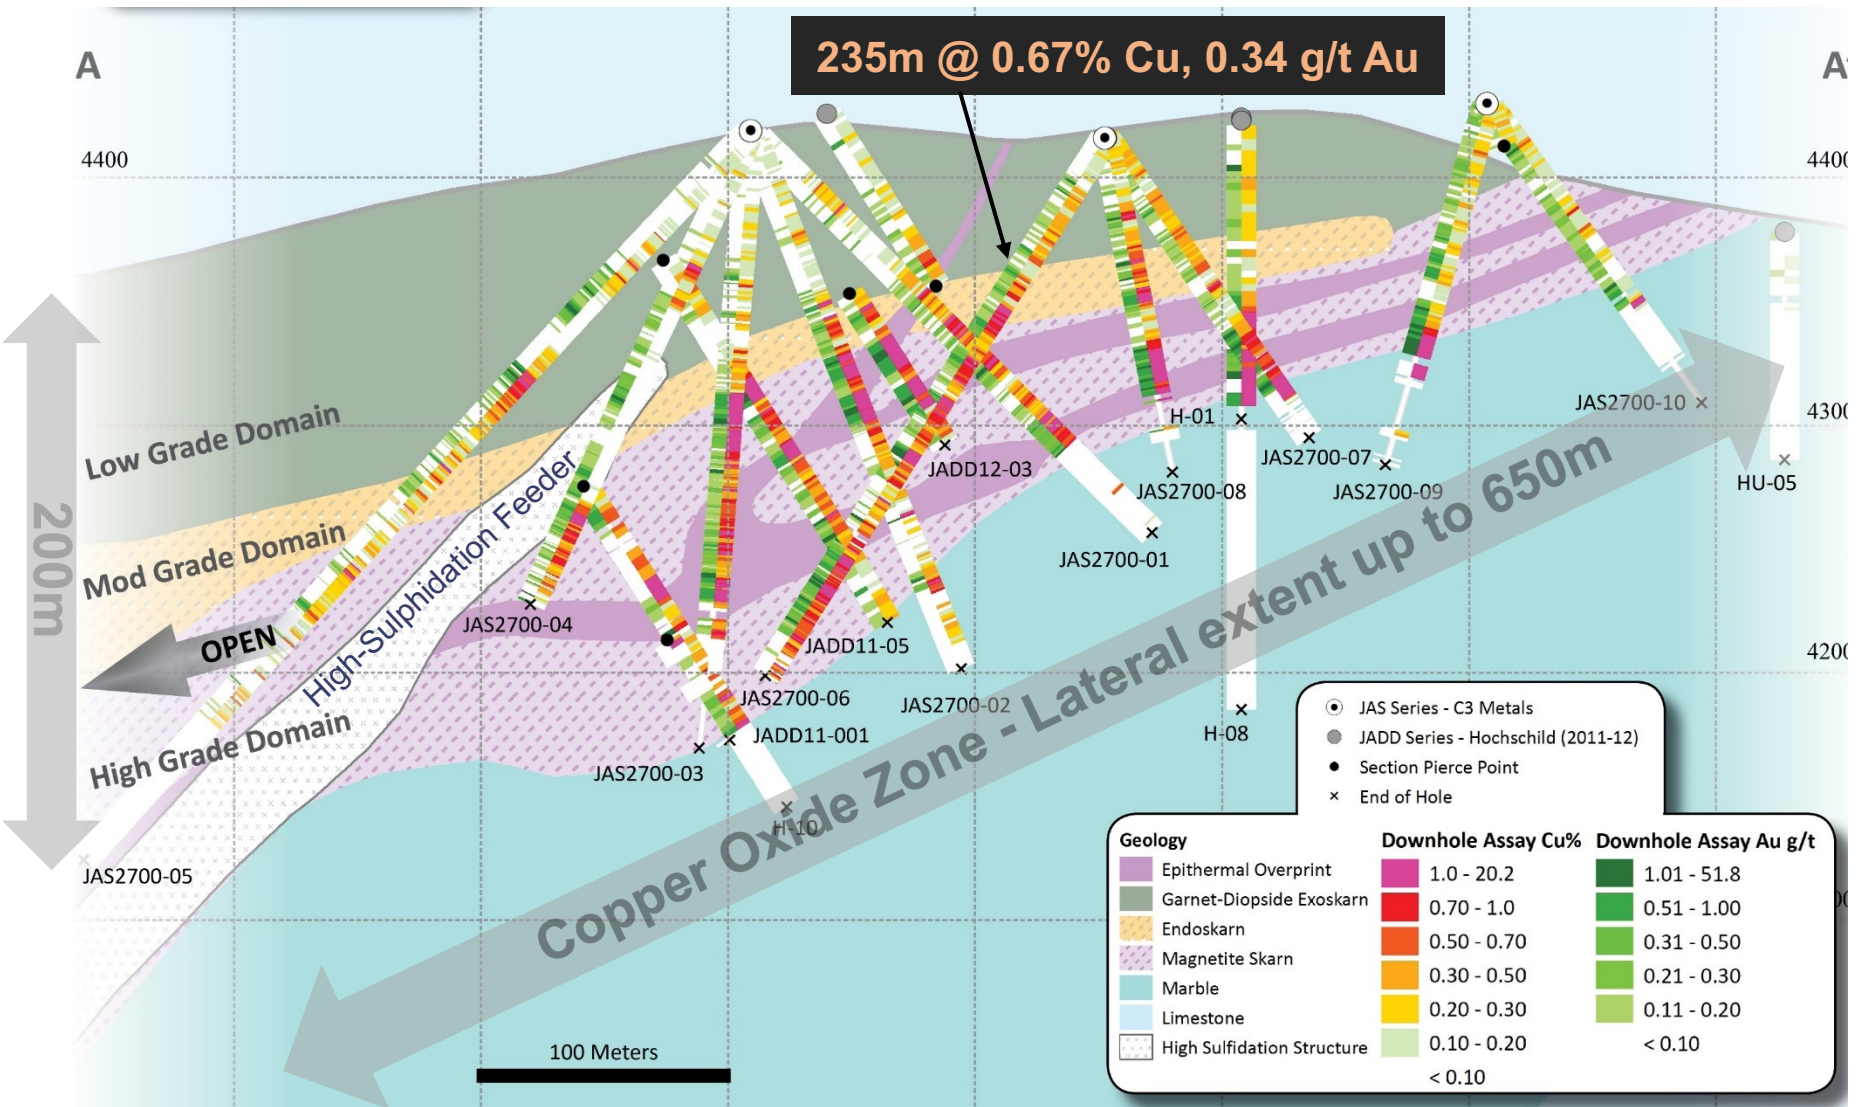 235m @ 0.67% Cu, 0.34 g/t Au
A
A'
4400
4400
4300
4200
200m
Low Grade Domain
Mod Grade Domain
High Grade Domain
High-Sulphidation Feeder
OPEN
Copper Oxide Zone - Lateral extent up to 650m
JAS2700-10
HU-05
H-01
JAS2700-07
JAS2700-08
JAS2700-09
JADD12-03
JAS2700-01
JAS2700-04
JADD11-05
JAS2700-06
JAS2700-02
JADD11-001
JAS2700-03
H-08
H-10
JAS2700-05
100 Meters
JAS Series - C3 Metals
JADD Series - Hochschild (2011-12)
Section Pierce Point
End of Hole
Geology
Epithermal Overprint
Garnet-Diopside Exoskarn
Endoskarn
Magnetite Skarn
Marble
Limestone
High Sulfidation Structure
Downhole Assay Cu%
1.0 - 20.2
0.70 - 1.0
0.50 - 0.70
0.30 - 0.50
0.20 - 0.30
0.10 - 0.20
< 0.10
Downhole Assay Au g/t
1.01 - 51.8
0.51 - 1.00
0.31 - 0.50
0.21 - 0.30
0.11 - 0.20
< 0.10